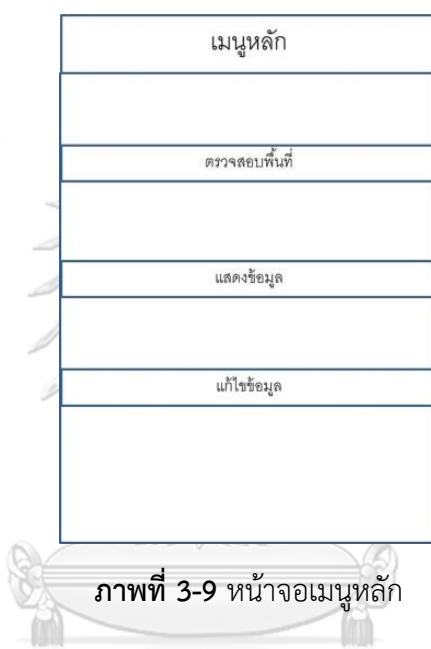 เมนูหลัก
ตรวจสอบพื้นที่
แสดงข้อมูล
แก้ไขข้อมูล
ภาพที่ 3-9 หน้าจอเมนูหลัก